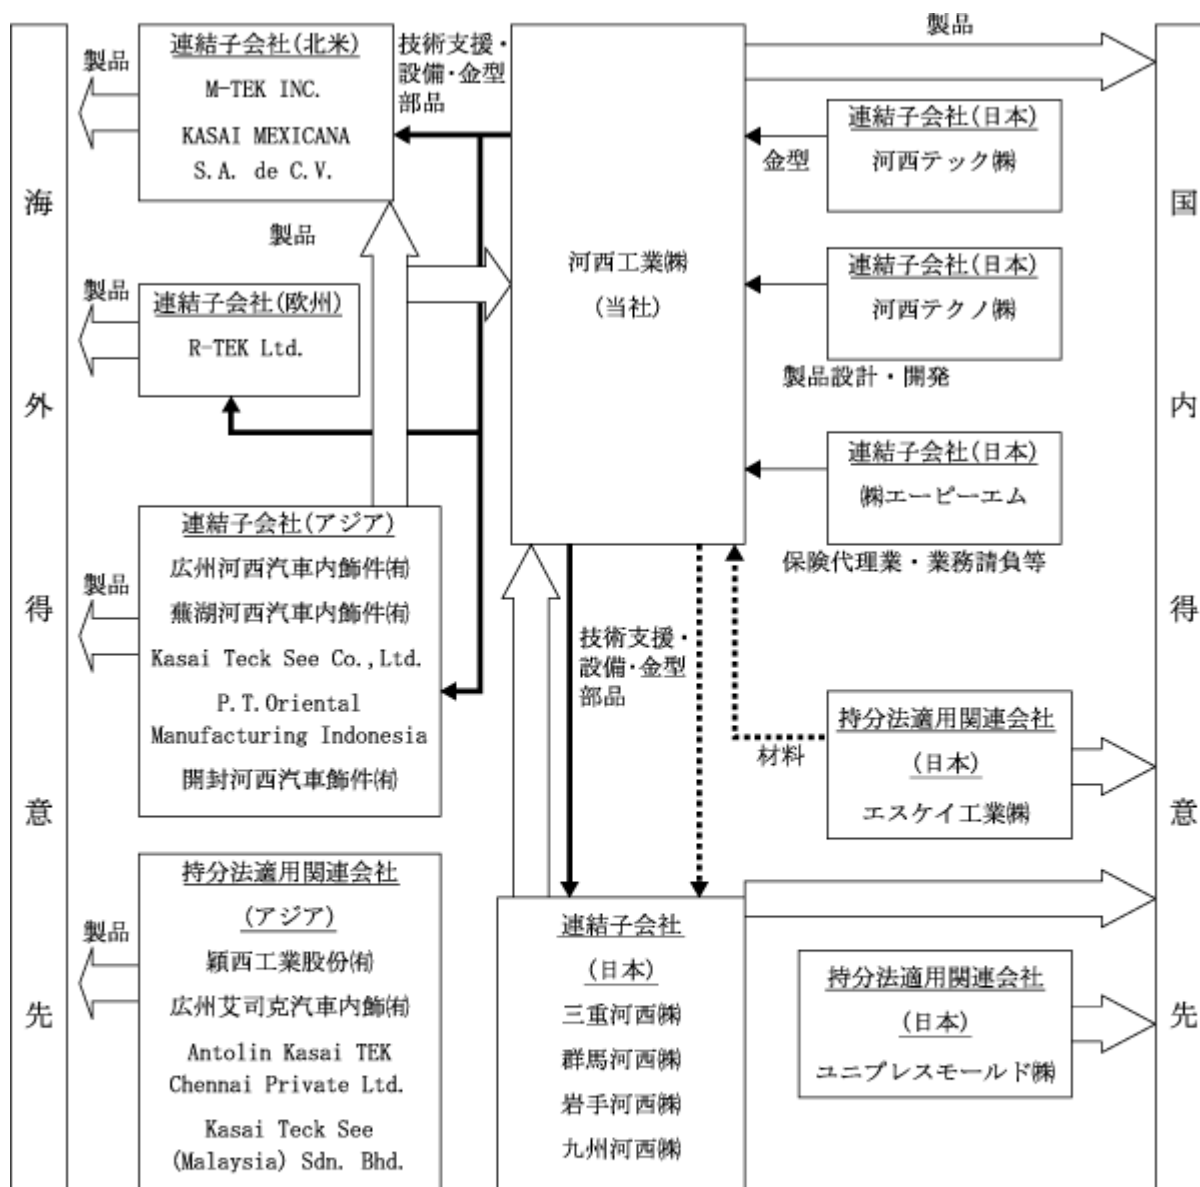 海外得意先
連結子会社(北米)
M-TEK INC.
KASAI MEXICANA
S.A. de C.V.
製品
技術支援・
設備・金型
部品
製品
連結子会社(欧州)
R-TEK Ltd.
製品
連結子会社(アジア)
広州河西汽車内飾件㈲
蕪湖河西汽車内飾件㈲
Kasai Teck See Co.,Ltd.
P.T.Oriental
Manufacturing Indonesia
開封河西汽車飾件㈲
製品
持分法適用関連会社
(アジア)
穎西工業股份㈲
広州艾司克汽車内飾㈲
Antolin Kasai TEK
Chennai Private Ltd.
Kasai Teck See
(Malaysia) Sdn. Bhd.
製品
河西工業㈱
(当社)
技術支援・
設備・金型
部品
連結子会社
(日本)
三重河西㈱
群馬河西㈱
岩手河西㈱
九州河西㈱
製品
連結子会社(日本)
河西テック㈱
金型
連結子会社(日本)
河西テクノ㈱
製品設計・開発
連結子会社(日本)
㈱エーピーエム
保険代理業・業務請負等
持分法適用関連会社
(日本)
エスケイ工業㈱
材料
持分法適用関連会社
(日本)
ユニプレスモールド㈱
国内得意先